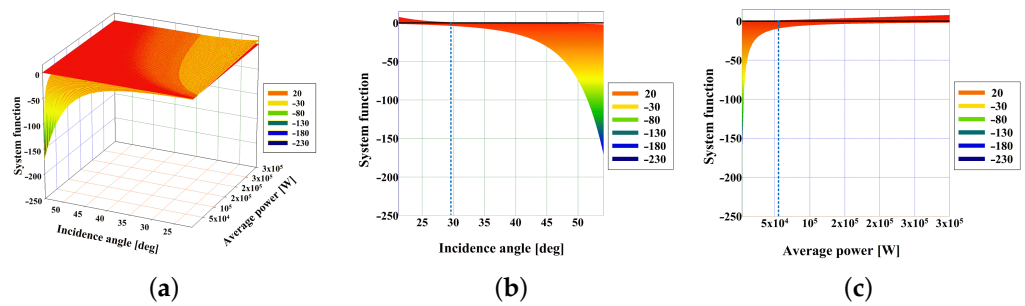 System function
0
-50
-100
-150
-200
-250
50
45
40
35
30
25
Incidence angle [deg]
5x10⁴
10⁵
2x10⁵
2x10⁵
3x10⁵
3x10⁵
Average power [W]
20
-30
-80
-130
-180
-230
(a)
System function
0
-50
-100
-150
-200
-250
25
30
35
40
45
50
Incidence angle [deg]
20
-30
-80
-130
-180
-230
(b)
System function
0
-50
-100
-150
-200
-250
5x10⁴
10⁵
2x10⁵
2x10⁵
3x10⁵
3x10⁵
Average power [W]
20
-30
-80
-130
-180
-230
(c)